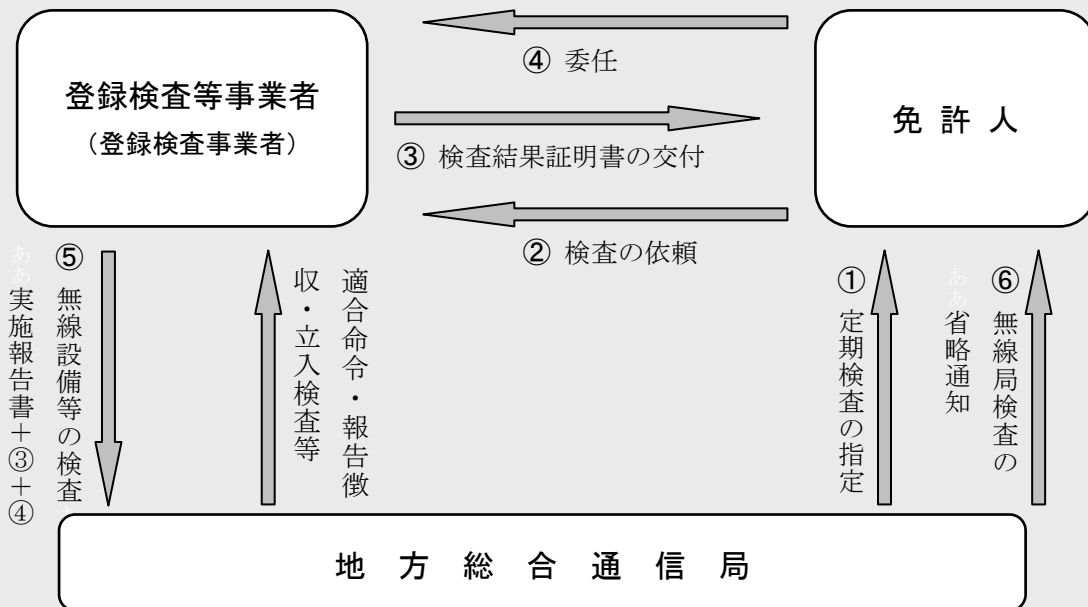 ④ 委任
登録検査等事業者
(登録検査事業者)
免許人
③ 検査結果証明書の交付
② 検査の依頼
⑤ 無線設備等の検査
ああ実施報告書+③+④
適合命令・報告徴
収・立入検査等
① 定期検査の指定
⑥ 無線局検査の
ああ省略通知
地方総合通信局